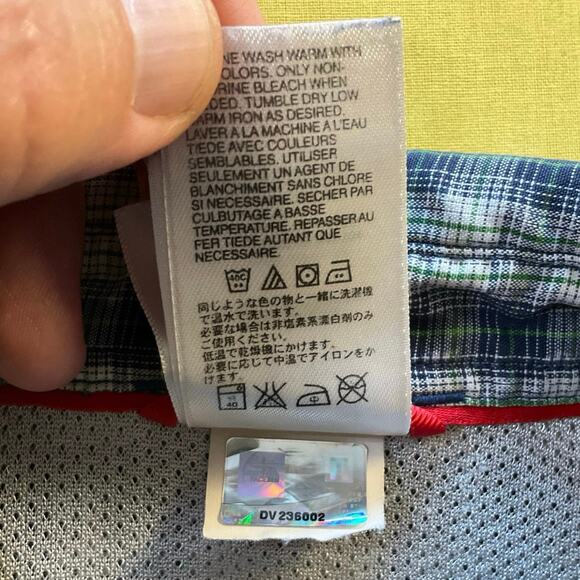 WASH WARM WITH
ONLY NON-
BLEACH WHEN
TUMBLE DRY LOW
IRON AS DESIRED.
LAVER A LA MACHINE A L'EAU
TIEDE AVEC COULEURS
SEMBLABLES. UTILISER
SEULEMENT UN AGENT DE
BLANCHIMENT SANS CHLORE
SI NECESSAIRE. SECHER PAR
CULBUTAGE A BASSE
TEMPERATURE. REPASSER AU
FER TIEDE AUTANT QUE
NECESSAIRE.
同じような色の物と一緒に洗濯機
で温水で洗います。
必要な場合は非塩素系漂白剤のみ
ご使用ください。
低温で乾燥機にかけます。
必要に応じて中温でアイロンをか
けます。
40
中
DV 236002